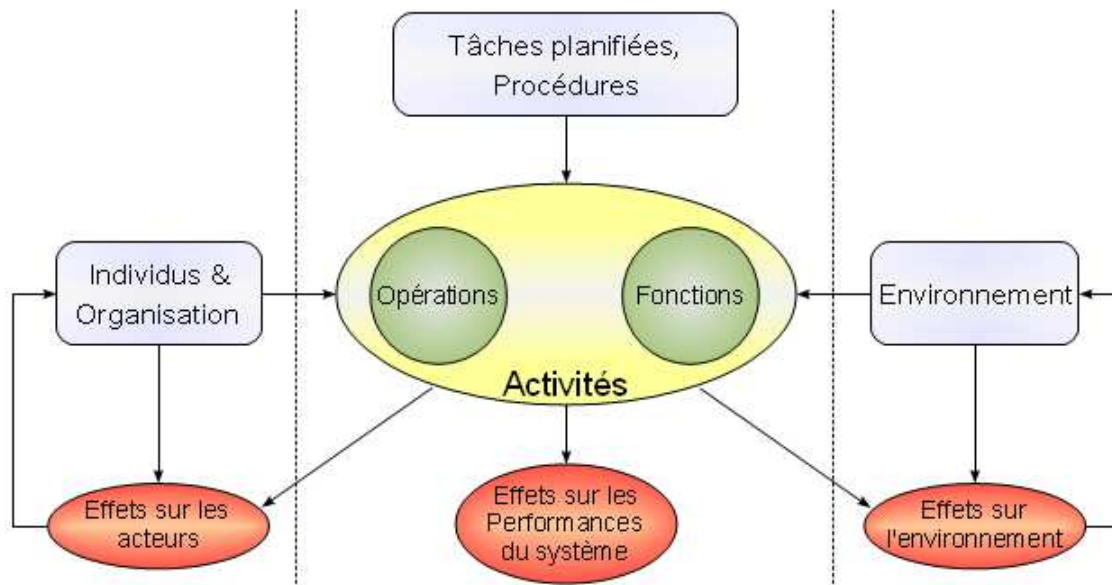 Tâches planifiées,
Procédures
Individus &
Organisation
Opérations
Fonctions
Environnement
Activités
Effets sur les
acteurs
Effets sur les
Performances
du système
Effets sur
l'environnement